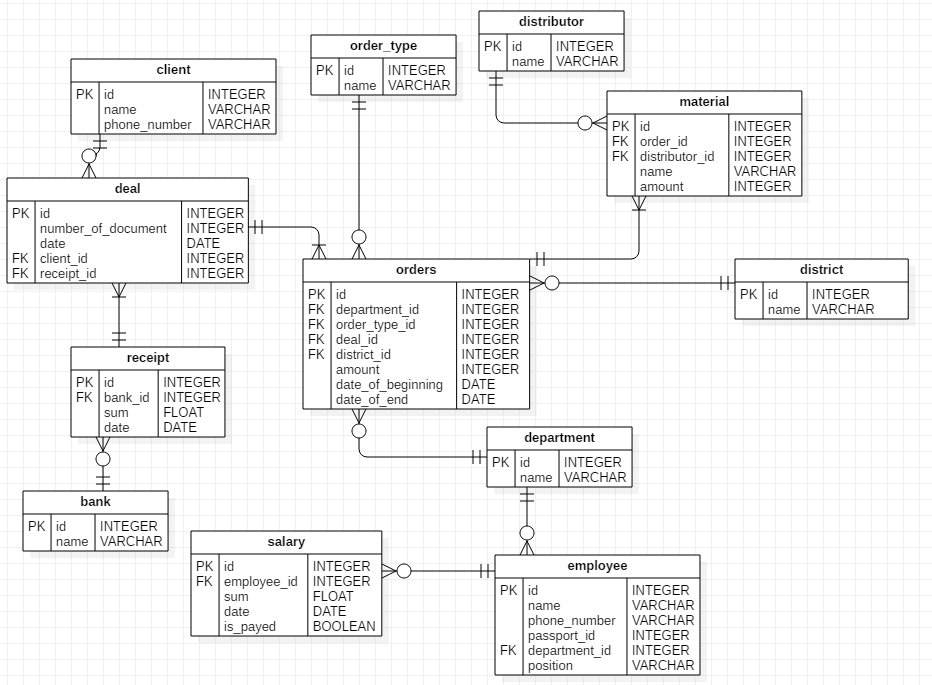 distributor
PK id INTEGER
name VARCHAR
order_type
PK id INTEGER
name VARCHAR
client
PK id INTEGER
name VARCHAR
phone_number VARCHAR
material
PK id INTEGER
FK order_id INTEGER
FK distributor_id INTEGER
name VARCHAR
amount INTEGER
deal
PK id INTEGER
number_of_document INTEGER
date DATE
FK client_id INTEGER
FK receipt_id INTEGER
orders
PK id INTEGER
FK department_id INTEGER
FK order_type_id INTEGER
FK deal_id INTEGER
FK district_id INTEGER
amount INTEGER
date_of_beginning DATE
date_of_end DATE
district
PK id INTEGER
name VARCHAR
receipt
PK id INTEGER
FK bank_id INTEGER
sum FLOAT
date DATE
department
PK id INTEGER
name VARCHAR
bank
PK id INTEGER
name VARCHAR
salary
PK id INTEGER
FK employee_id INTEGER
sum FLOAT
date DATE
is_payed BOOLEAN
employee
PK id INTEGER
name VARCHAR
phone_number VARCHAR
passport_id INTEGER
FK department_id INTEGER
position VARCHAR